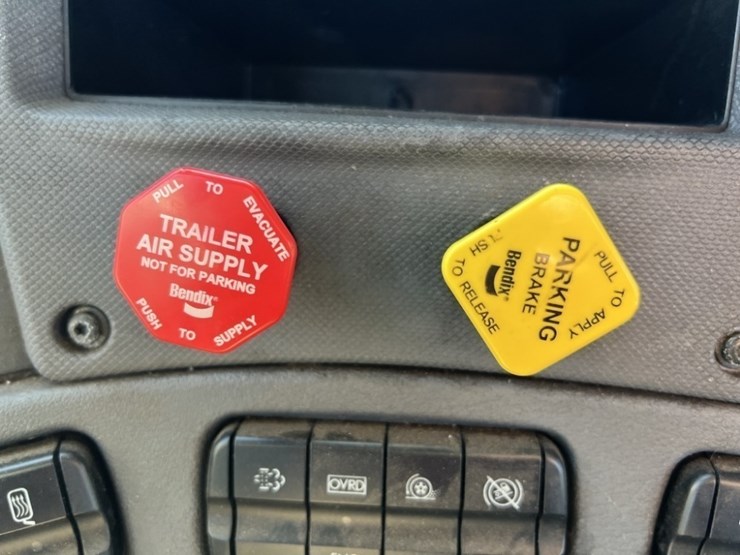 PULL TO EVACUATE
TRAILER
AIR SUPPLY
NOT FOR PARKING
Bendix®
PUSH TO SUPPLY
PULL TO APPLY
PARKING
BRAKE
Bendix®
TO RELEASE
OVRD